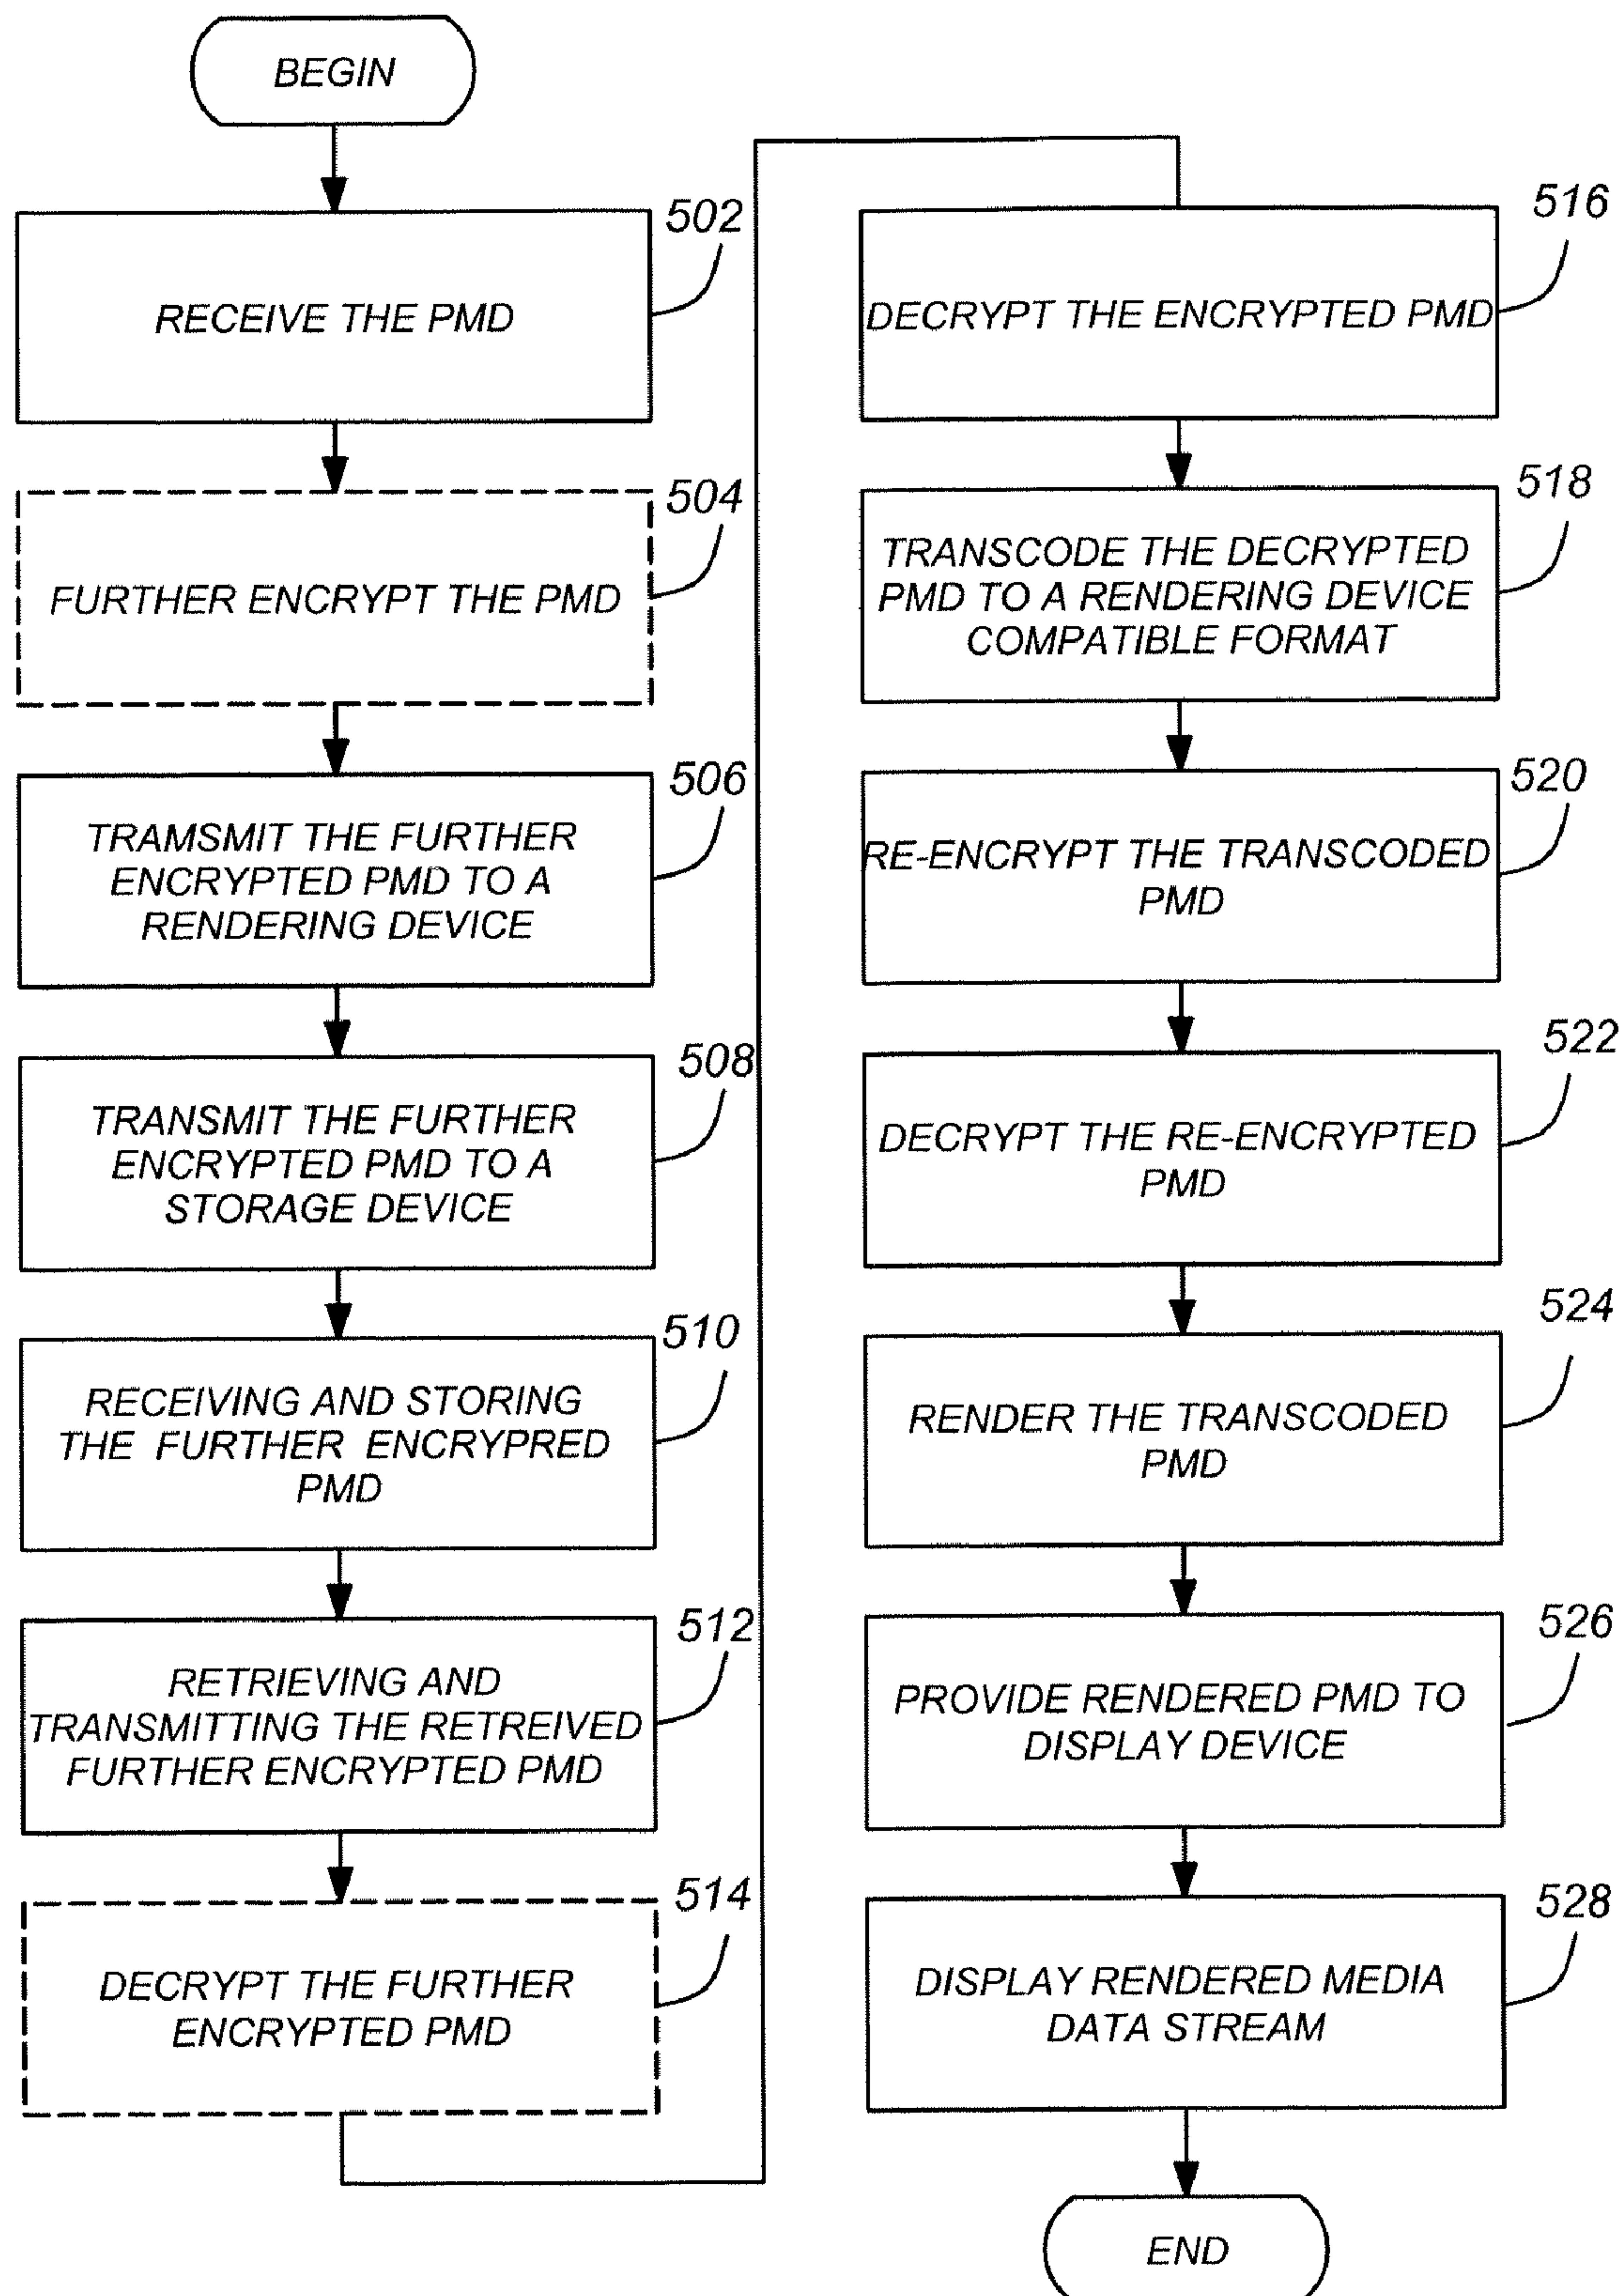 BEGIN
502
RECEIVE THE PMD
504
FURTHER ENCRYPT THE PMD
506
TRAMSMIT THE FURTHER
ENCRYPTED PMD TO A
RENDERING DEVICE
508
TRANSMIT THE FURTHER
ENCRYPTED PMD TO A
STORAGE DEVICE
510
RECEIVING AND STORING
THE FURTHER ENCRYPRED
PMD
512
RETRIEVING AND
TRANSMITTING THE RETREIVED
FURTHER ENCRYPTED PMD
514
DECRYPT THE FURTHER
ENCRYPTED PMD
516
DECRYPT THE ENCRYPTED PMD
518
TRANSCODE THE DECRYPTED
PMD TO A RENDERING DEVICE
COMPATIBLE FORMAT
520
RE-ENCRYPT THE TRANSCODED
PMD
522
DECRYPT THE RE-ENCRYPTED
PMD
524
RENDER THE TRANSCODED
PMD
526
PROVIDE RENDERED PMD TO
DISPLAY DEVICE
528
DISPLAY RENDERED MEDIA
DATA STREAM
END